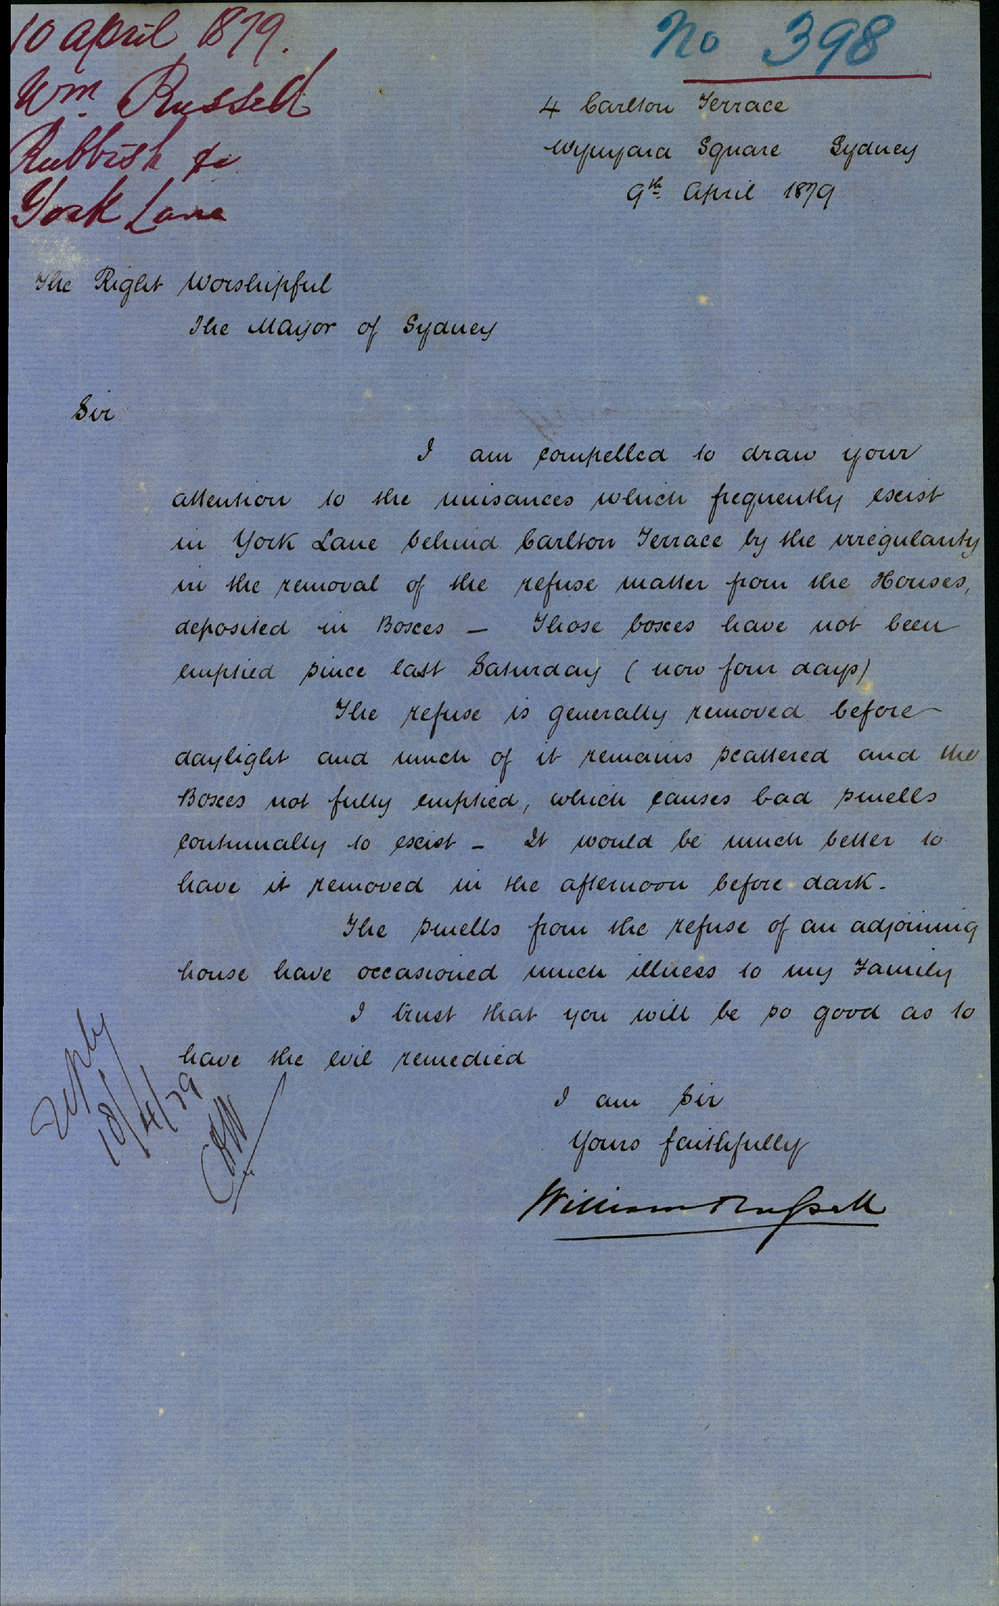 10 April 1879.
Wm. Russell
Rubbish &c
York Lane
No 398
4 Carlton Terrace
Wynyard Square Sydney
9th April 1879
The Right Worshipful
The Mayor of Sydney
Sir
I am compelled to draw your
attention to the nuisances which frequently exist
in York Lane behind Carlton Terrace by the irregularity
in the removal of the refuse matter from the Houses,
deposited in Boxes - Those boxes have not been
emptied since last Saturday (now four days)
The refuse is generally removed before
daylight and much of it remains scattered and the
Boxes not fully emptied, which causes bad smells
continually to exist - It would be much better to
have it removed in the afternoon before dark.
The smells from the refuse of an adjoining
house have occasioned much illness to my Family
I trust that you will be so good as to
have the evil remedied
I am Sir
Yours faithfully
William Russell
reply
10/4/79